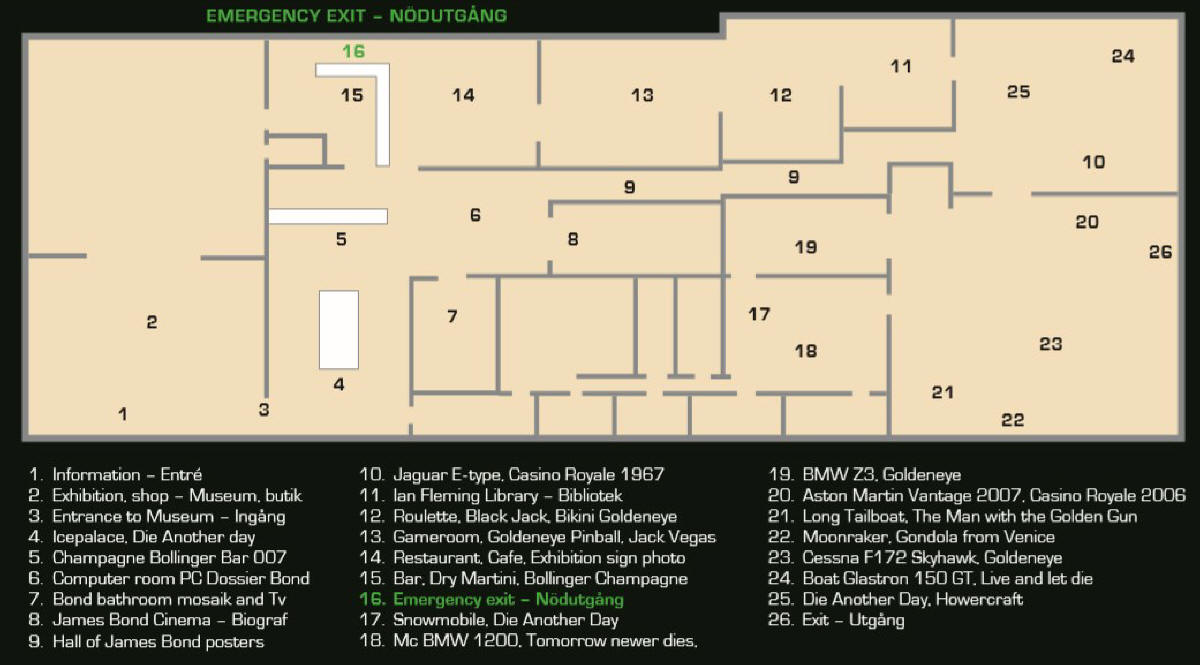 EMERGENCY EXIT – NÖDUTGÅNG
16
24
11
25
15
14
13
12
10
9
9
6
20
5
8
19
26
7
17
2
23
18
4
21
1
3
22
1. Information – Entré
2. Exhibition, shop – Museum, butik
3. Entrance to Museum – Ingång
4. Icepalace, Die Another day
5. Champagne Bollinger Bar 007
6. Computer room PC Dossier Bond
7. Bond bathroom mosaik and Tv
8. James Bond Cinema – Biograf
9. Hall of James Bond posters
10. Jaguar E-type, Casino Royale 1967
11. Ian Fleming Library – Bibliotek
12. Roulette, Black Jack, Bikini Goldeneye
13. Gameroom, Goldeneye Pinball, Jack Vegas
14. Restaurant, Cafe, Exhibition sign photo
15. Bar, Dry Martini, Bollinger Champagne
16. Emergency exit – Nödutgång
17. Snowmobile, Die Another Day
18. Mc BMW 1200, Tomorrow newer dies,
19. BMW Z3, Goldeneye
20. Aston Martin Vantage 2007, Casino Royale 2006
21. Long Tailboat, The Man with the Golden Gun
22. Moonraker, Gondola from Venice
23. Cessna F172 Skyhawk, Goldeneye
24. Boat Glastron 150 GT, Live and let die
25. Die Another Day, Howercraft
26. Exit – Utgång